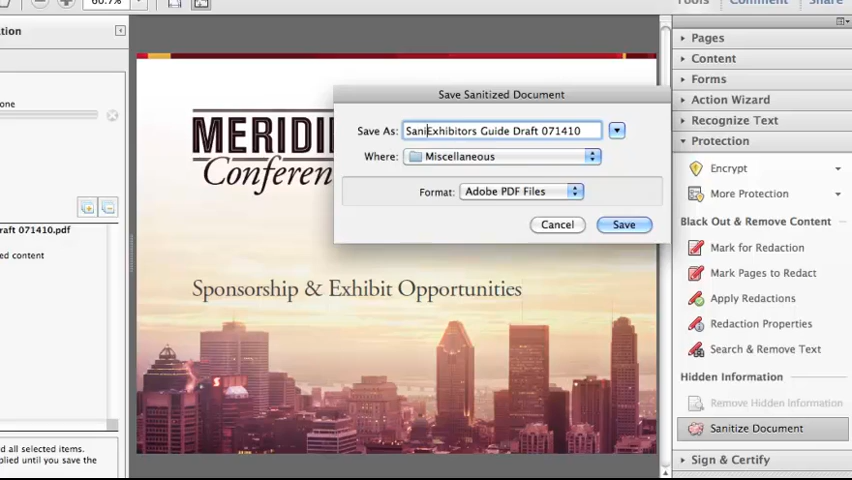 60.7%
Tools
Comment
Share
ation
one
raft 071410.pdf
ed content
d all selected items.
plied until you save the
MERIDI
Conferen
Sponsorship & Exhibit Opportunities
Save Sanitized Document
Save As: SaniExhibitors Guide Draft 071410
Where: Miscellaneous
Format: Adobe PDF Files
Cancel
Save
Pages
Content
Forms
Action Wizard
Recognize Text
Protection
Encrypt
More Protection
Black Out & Remove Content
Mark for Redaction
Mark Pages to Redact
Apply Redactions
Redaction Properties
Search & Remove Text
Hidden Information
Remove Hidden Information
Sanitize Document
Sign & Certify